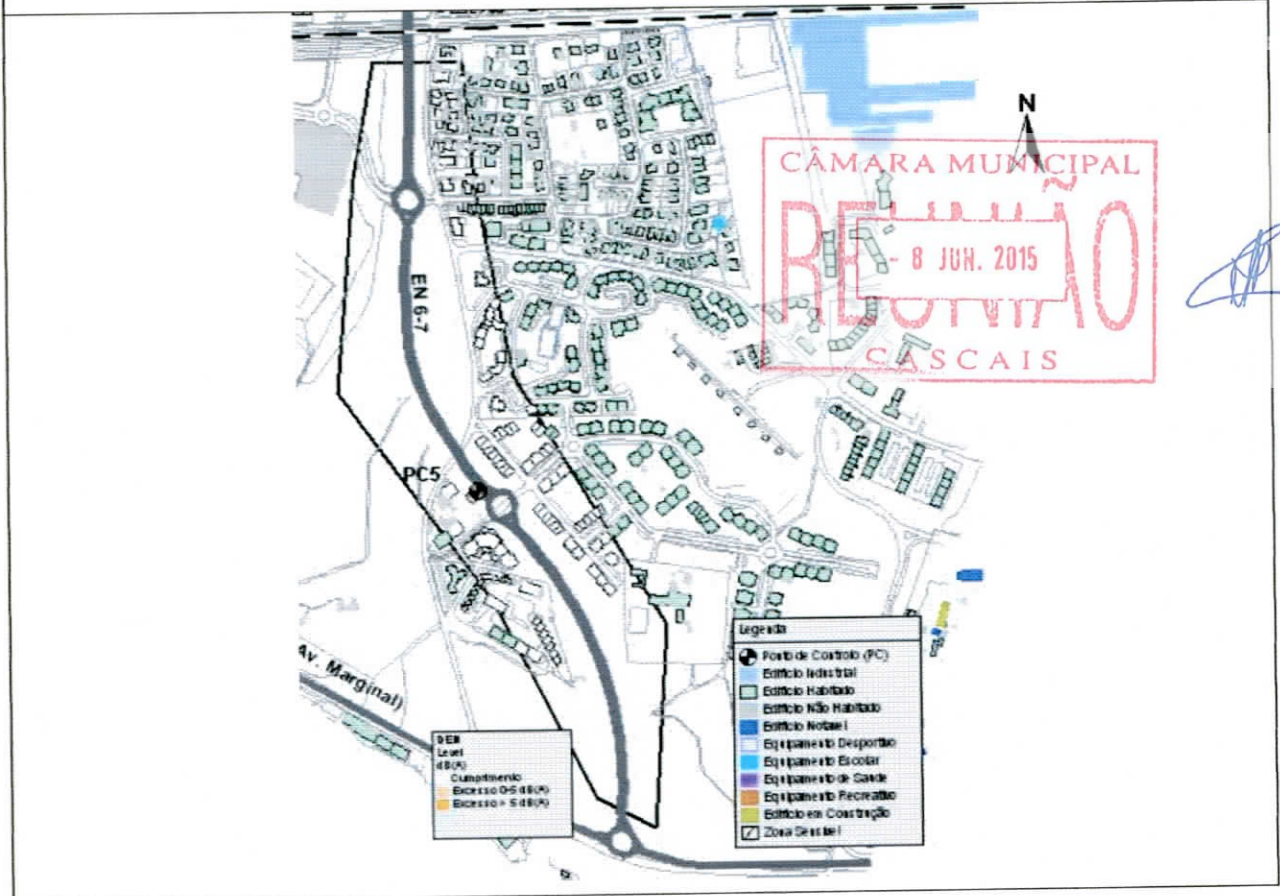 N
CÂMARA MUNICIPAL
REUNIÃO
- 8 JUN. 2015
CASCAIS
EN 6-7
PC5
Av. Marginal)
Legenda
Ponto de Controlo (PC)
Edifício Industrial
Edifício Habitado
Edifício Não Habitado
Edifício Notável
Equipamento Desportivo
Equipamento Escolar
Equipamento de Saúde
Equipamento Recreativo
Edifício em Construção
Zona Sensível
DEN
Level
dB(A)
Cumprimento
Excesso 0-5 dB(A)
Excesso > 5 dB(A)